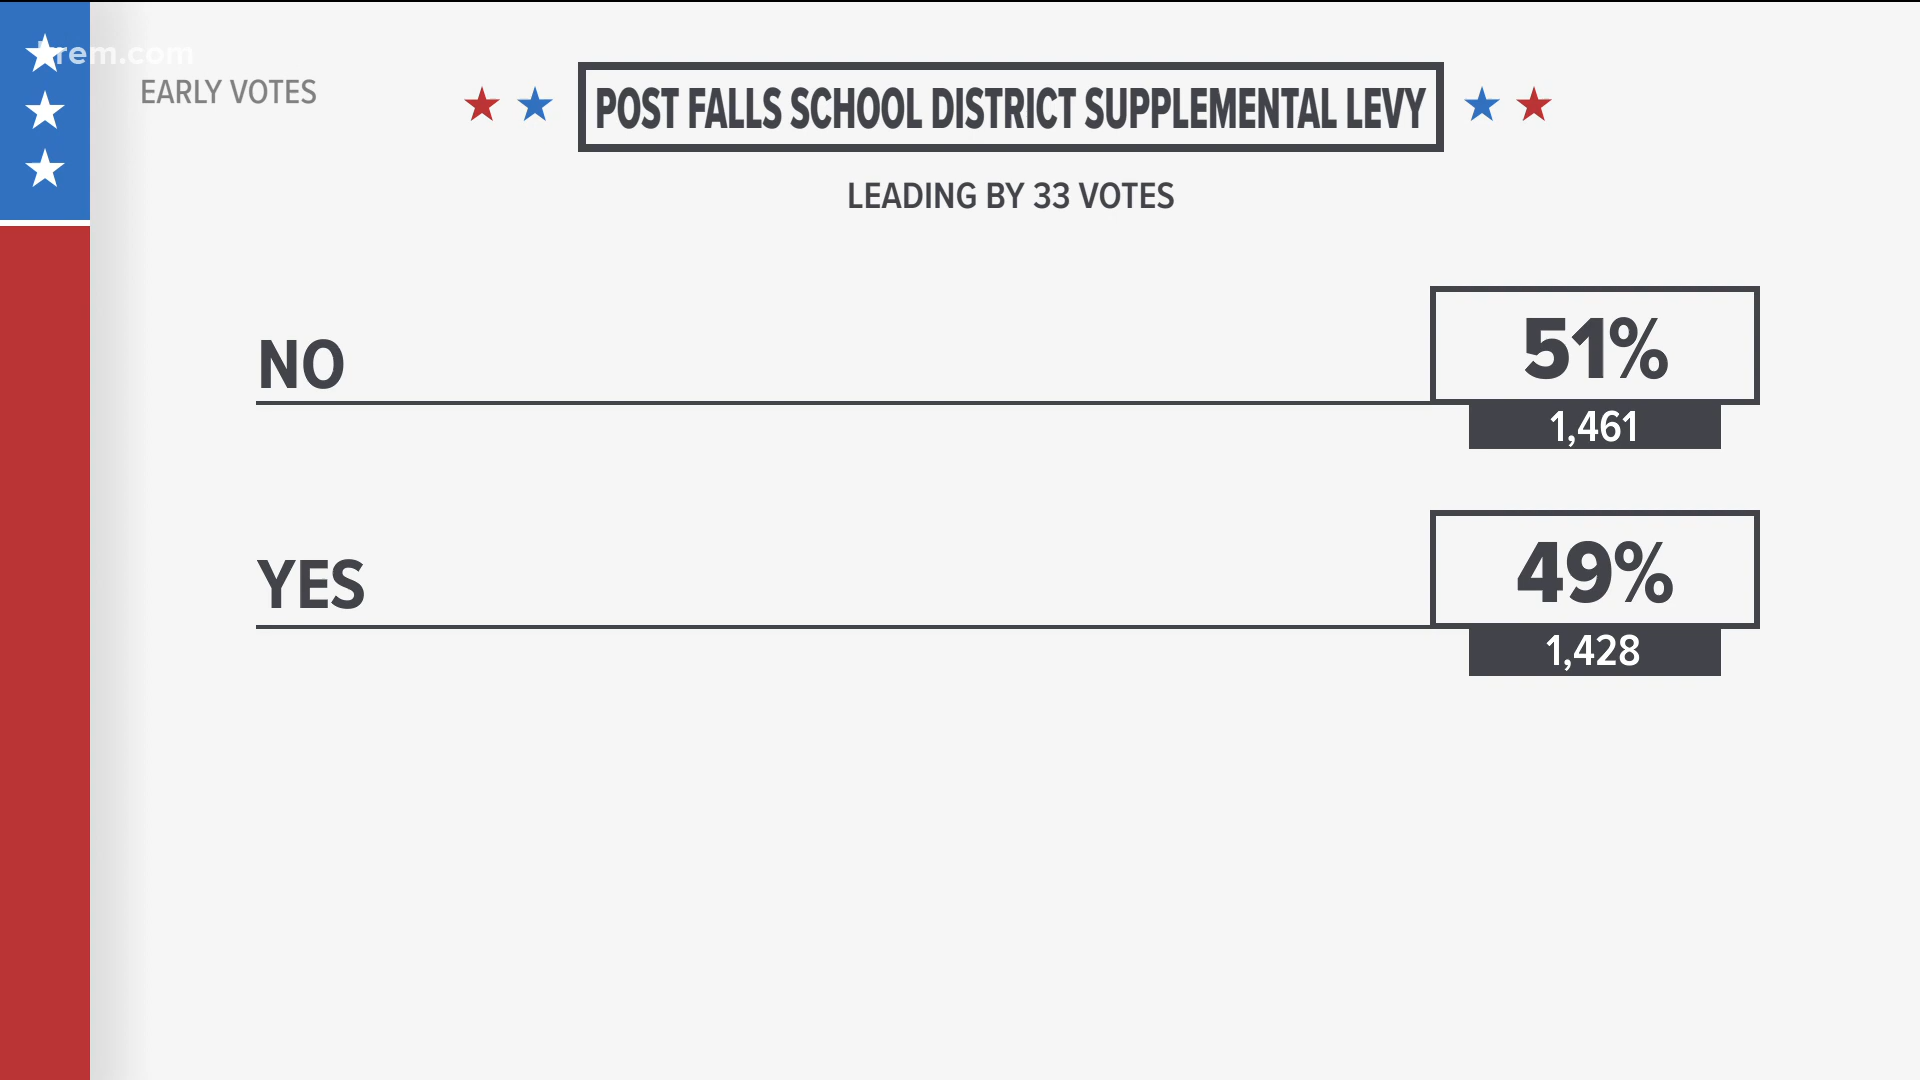 krem.com
EARLY VOTES
POST FALLS SCHOOL DISTRICT SUPPLEMENTAL LEVY
LEADING BY 33 VOTES
NO
51%
1,461
YES
49%
1,428